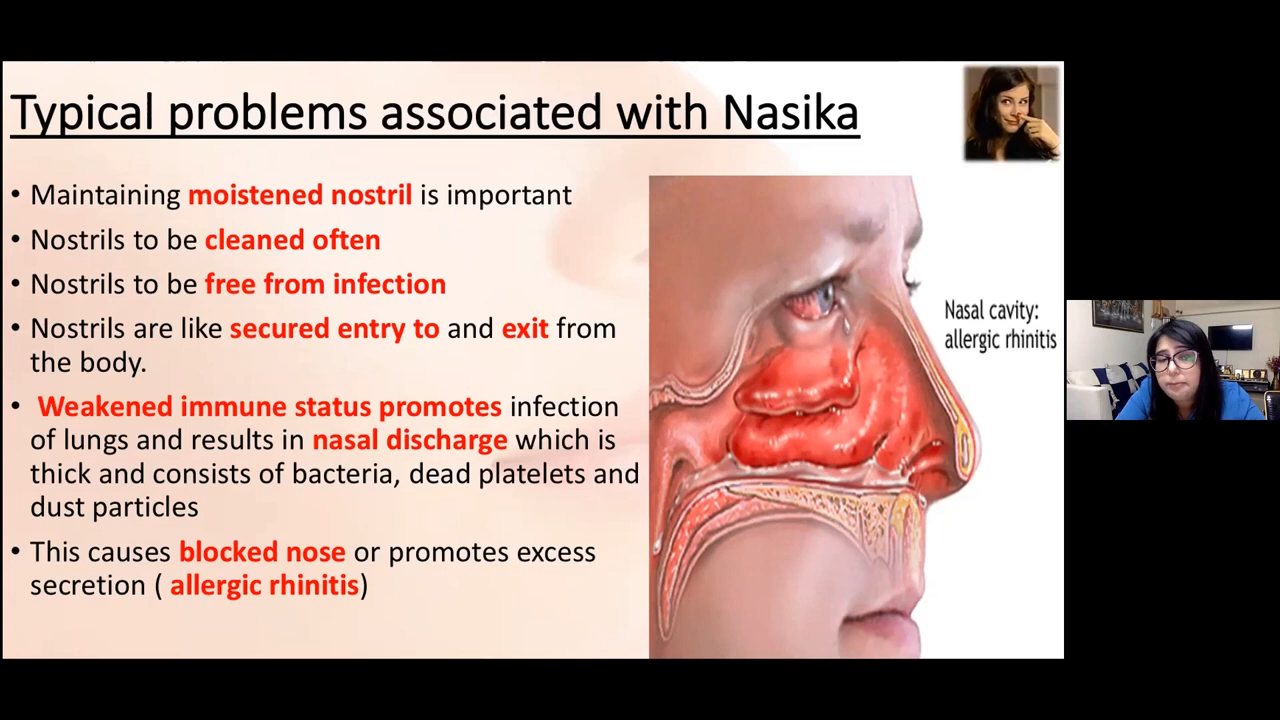 Typical problems associated with Nasika
• Maintaining moistened nostril is important
• Nostrils to be cleaned often
• Nostrils to be free from infection
• Nostrils are like secured entry to and exit from
the body.
• Weakened immune status promotes infection
of lungs and results in nasal discharge which is
thick and consists of bacteria, dead platelets and
dust particles
• This causes blocked nose or promotes excess
secretion ( allergic rhinitis)
Nasal cavity:
allergic rhinitis